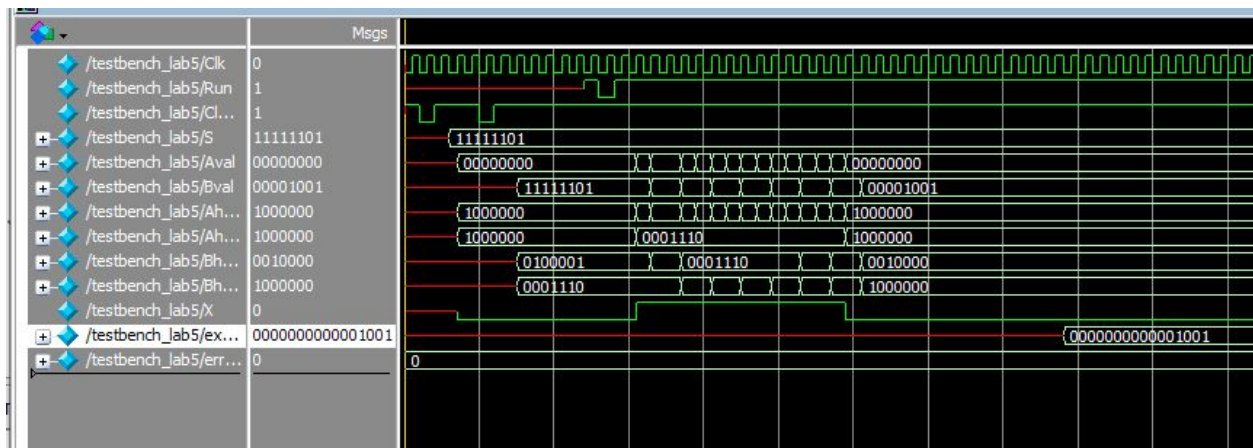 Msgs
/testbench_lab5/Clk 0
/testbench_lab5/Run 1
/testbench_lab5/Cl... 1
/testbench_lab5/S 11111101 11111101
/testbench_lab5/Aval 00000000 00000000 00000000
/testbench_lab5/Bval 00001001 11111101 00001001
/testbench_lab5/Ah... 1000000 1000000 1000000
/testbench_lab5/Ah... 1000000 1000000 0001110 1000000
/testbench_lab5/Bh... 0010000 0100001 0001110 0010000
/testbench_lab5/Bh... 1000000 0001110 1000000
/testbench_lab5/X 0
/testbench_lab5/ex... 0000000000001001 0000000000001001
/testbench_lab5/err... 0 0